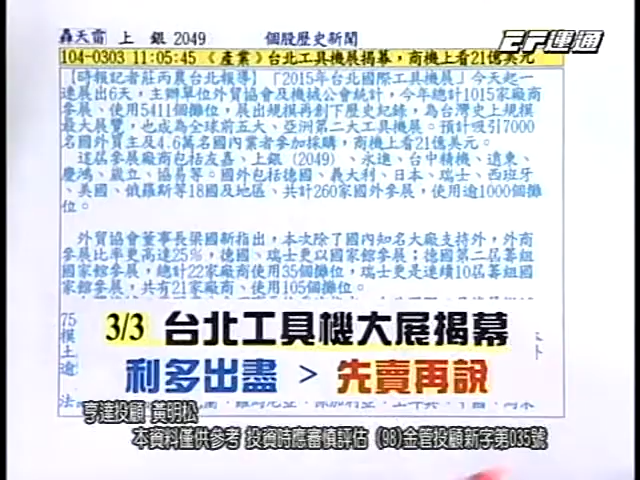 轟天雷 上 銀 2049 個股歷史新聞
EF運通
104-0303 11:05:45 《產業》台北工具機展揭幕，商機上看21億美元
【時報記者莊丙農台北報導】「2015年台北國際工具機展」今天起一
連展出6天，主辦單位外貿協會及機械公會統計，今年總計1015家廠商
參展、使用5411個攤位，展出規模再創下歷史紀錄，為台灣史上規模
最大展覽，也成為全球前五大、亞洲第二大工具機展。預計吸引7000
名國外買主及4.6萬名國內業者參加採購，商機上看21億美元。
這屆參展廠商包括友嘉、上銀（2049）、永進、台中精機、遠東、
慶鴻、崴立、協易等。國外包括德國、義大利、日本、瑞士、西班牙
、美國、俄羅斯等18國及地區、共計260家國外參展，使用逾1000個攤
位。
外貿協會董事長梁國新指出，本次除了國內知名大廠支持外，外商
參展比率更高達25%，德國、瑞士更以國家館參展；德國第二屆籌組
國家館參展，總計22家廠商使用35個攤位，瑞士更是連續10屆籌組國
家館參展，共有21家廠商、使用105個攤位。
75
模
土
逾
3/3 台北工具機大展揭幕
利多出盡 > 先賣再說
法
亨達投顧 黃明松
本資料僅供參考 投資時應審慎評估 (98)金管投顧新字第035號